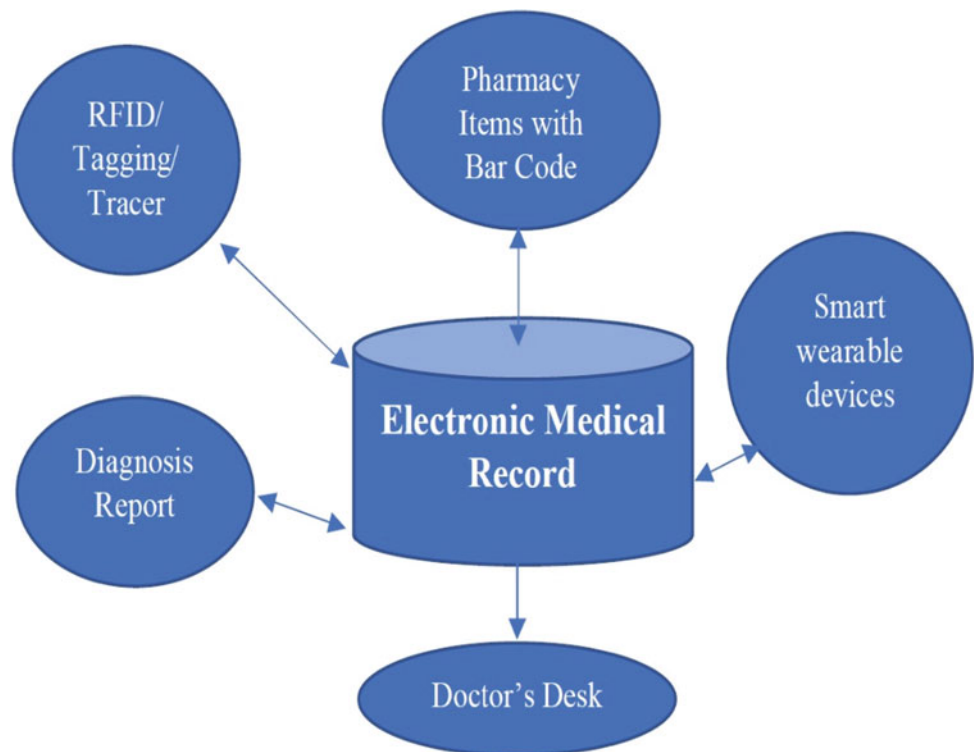 RFID/
Tagging/
Tracer
Pharmacy
Items with
Bar Code
Smart
wearable
devices
Electronic Medical
Record
Diagnosis
Report
Doctor’s Desk